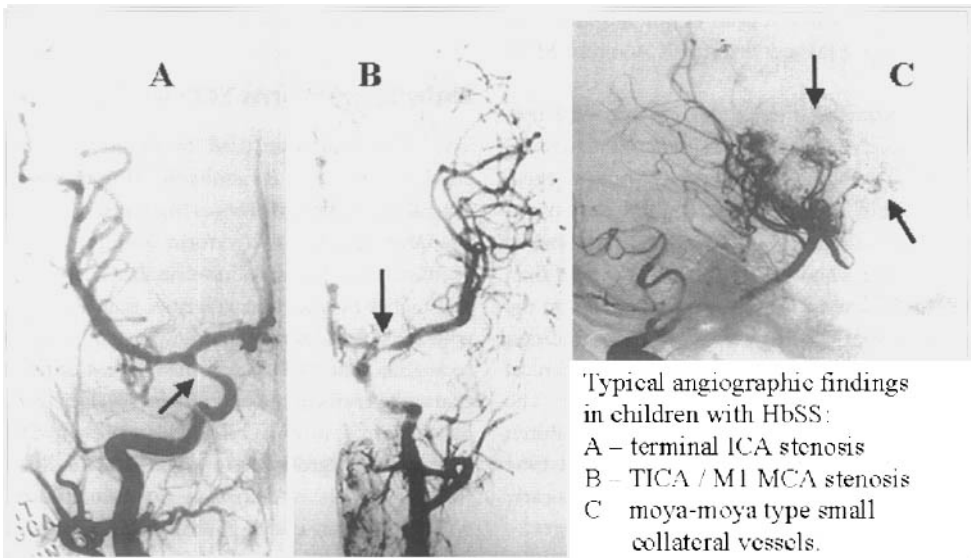 A
B
C
Typical angiographic findings
in children with HbSS:
A – terminal ICA stenosis
B – TICA / M1 MCA stenosis
C moya-moya type small
collateral vessels.